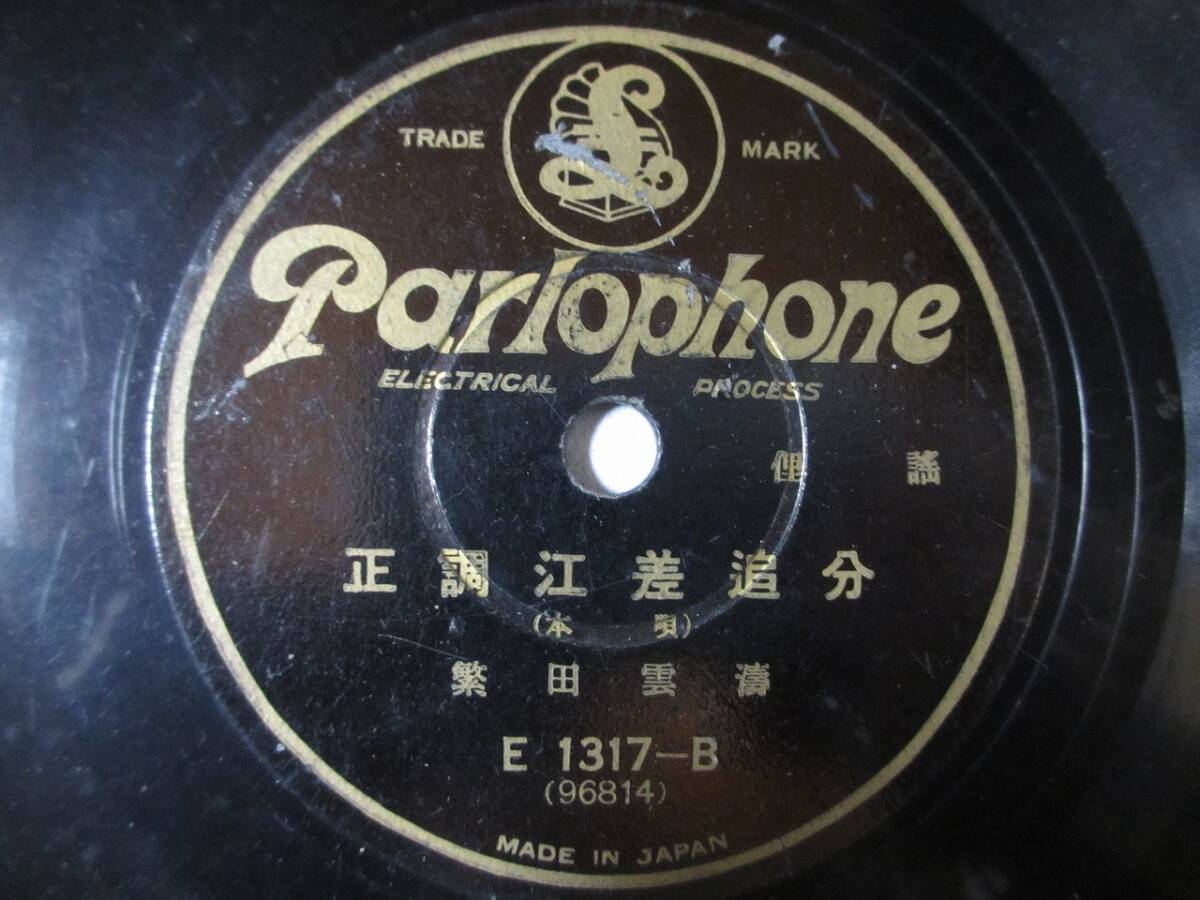 TRADE MARK
Parlophone
ELECTRICAL PROCESS
俚謡
正調江差追分
(本唄)
繁田雲濤
E 1317-B
(96814)
MADE IN JAPAN